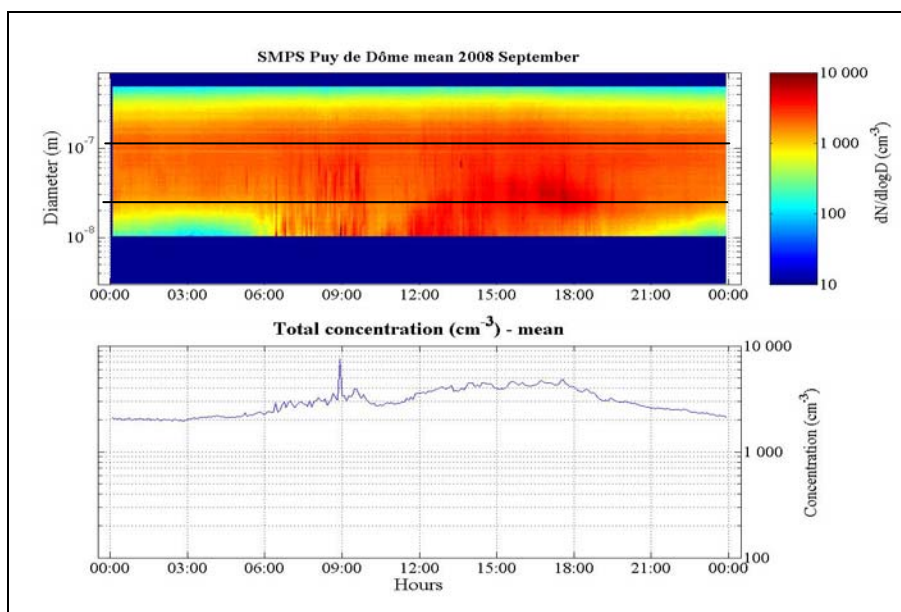 SMPS Puy de Dôme mean 2008 September
Diameter (m)
10-7
10-8
00:00 03:00 06:00 09:00 12:00 15:00 18:00 21:00 00:00
10 000
1 000
100
10
dN/dlogD (cm-3)
Total concentration (cm-3) - mean
10 000
1 000
100
Concentration (cm-3)
00:00 03:00 06:00 09:00 12:00 15:00 18:00 21:00 00:00
Hours